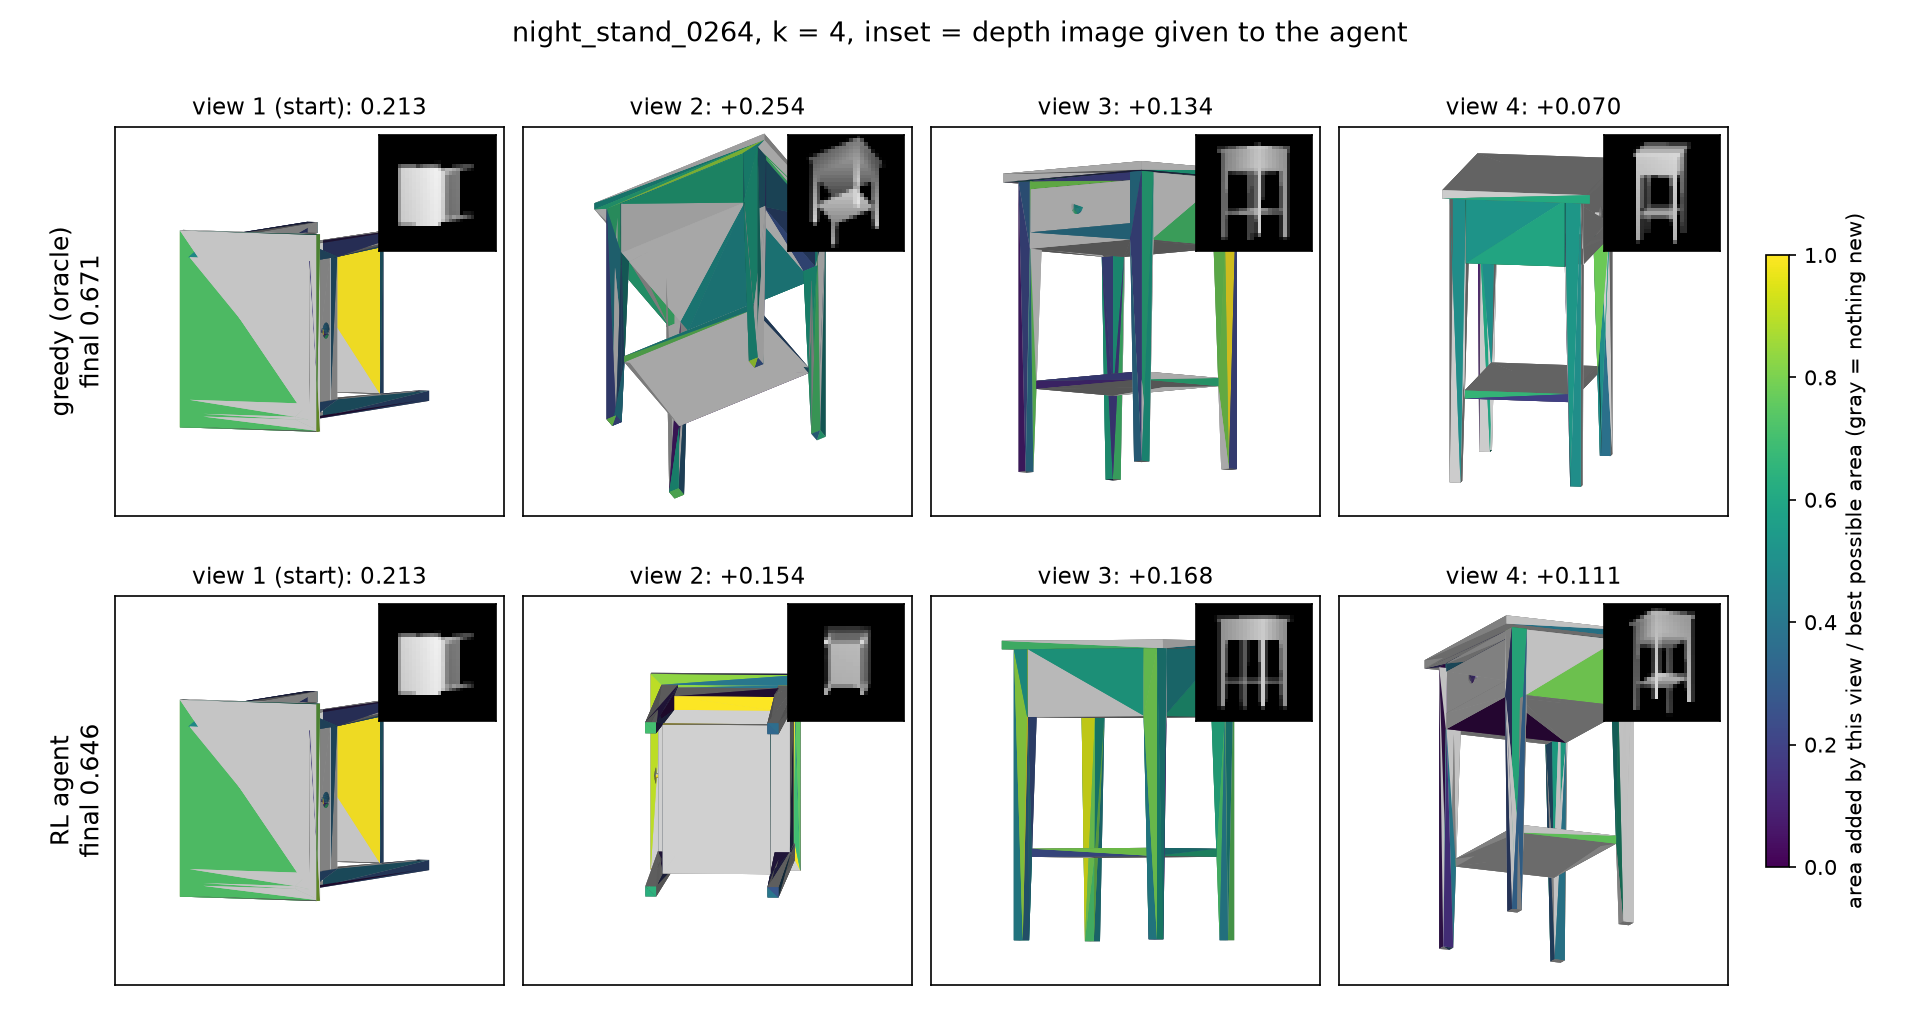 night_stand_0264, k = 4, inset = depth image given to the agent
greedy (oracle)
final 0.671
view 1 (start): 0.213
view 2: +0.254
view 3: +0.134
view 4: +0.070
RL agent
final 0.646
view 1 (start): 0.213
view 2: +0.154
view 3: +0.168
view 4: +0.111
1.0
0.8
0.6
0.4
0.2
0.0
area added by this view / best possible area (gray = nothing new)